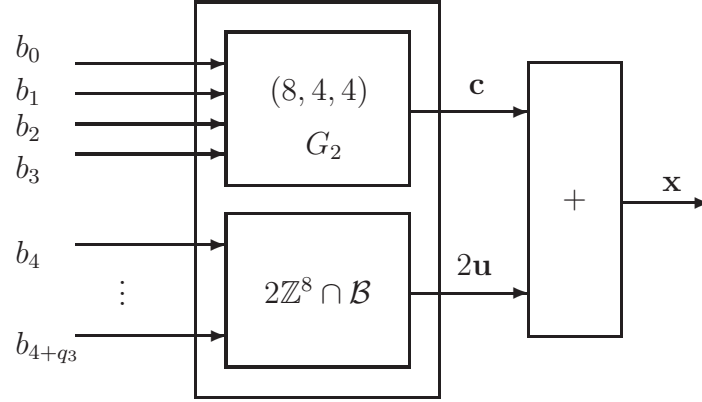 b₀
b₁
b₂
b₃
(8, 4, 4)
G₂
c
b₄
⋮
b₄₊q₃
2ℤ⁸ ∩ ℬ
2u
+
x